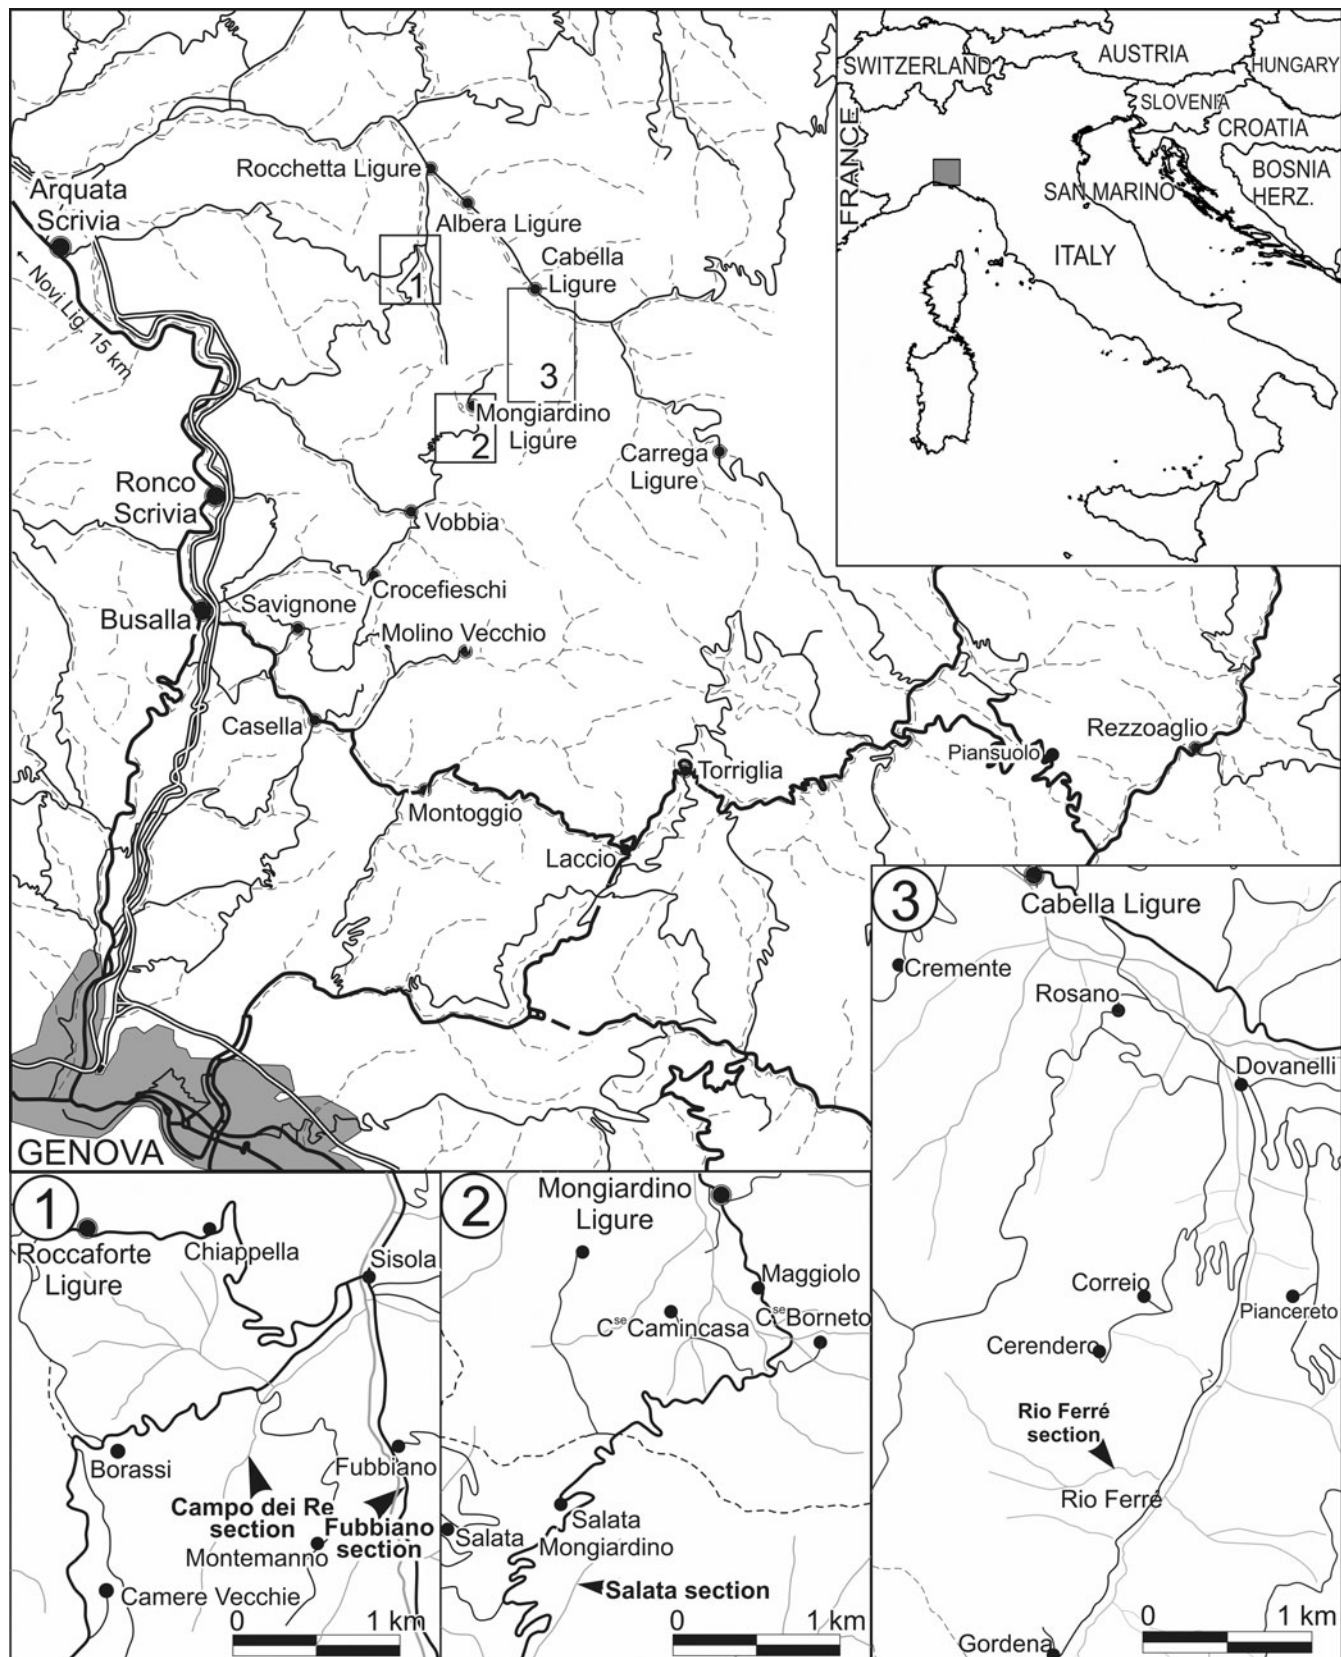 SWITZERLAND
AUSTRIA
HUNGARY
SLOVENIA
CROATIA
BOSNIA
HERZ.
FRANCE
SAN MARINO
ITALY
Rocchetta Ligure
Arquata
Scrivia
Albera Ligure
Cabella
Ligure
← Novi Lig. 15 km
1
3
Mongiardino
Ligure
2
Carrega
Ligure
Ronco
Scrivia
Vobbia
Crocefieschi
Savignone
Busalla
Molino Vecchio
Casella
Rezzoaglio
Piansuolo
Torriglia
Montoggio
Laccio
GENOVA
3
Cabella Ligure
Cremente
Rosano
Dovanelli
Correio
Piancereto
Cerendero
Rio Ferré
section
Rio Ferré
0 1 km
Gordena
1
Roccaforte
Ligure
Chiappella
Sisola
Borassi
Fubbiano
Campo dei Re
section
Fubbiano
section
Montemanno
Camere Vecchie
0 1 km
2
Mongiardino
Ligure
Maggiolo
Cse Camincasa
Cse Borneto
Salata
Salata
Mongiardino
Salata section
0 1 km